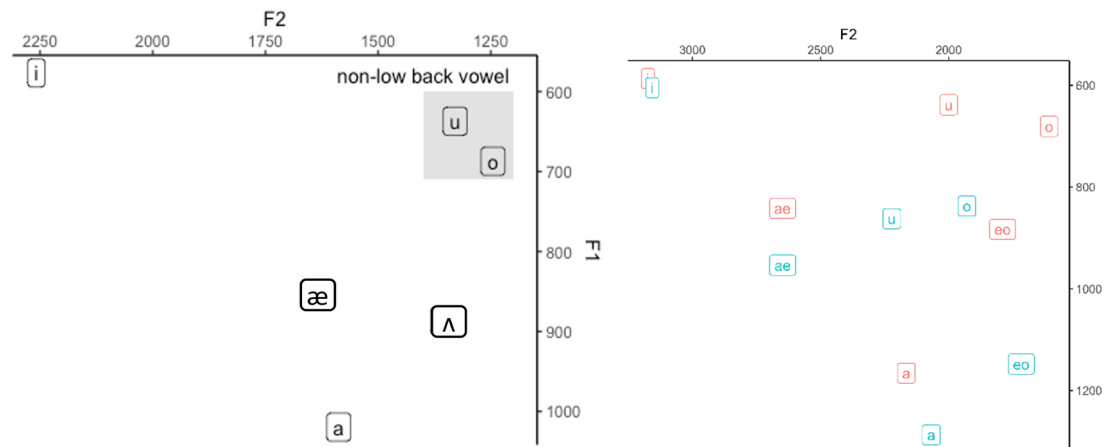 F2
2250 2000 1750 1500 1250
i
non-low back vowel
600
u
o
700
800
F1
æ
ʌ
900
a
1000
F2
3000 2500 2000
i
i
600
u
o
800
ae
o
u
eo
ae
1000
eo
a
1200
a